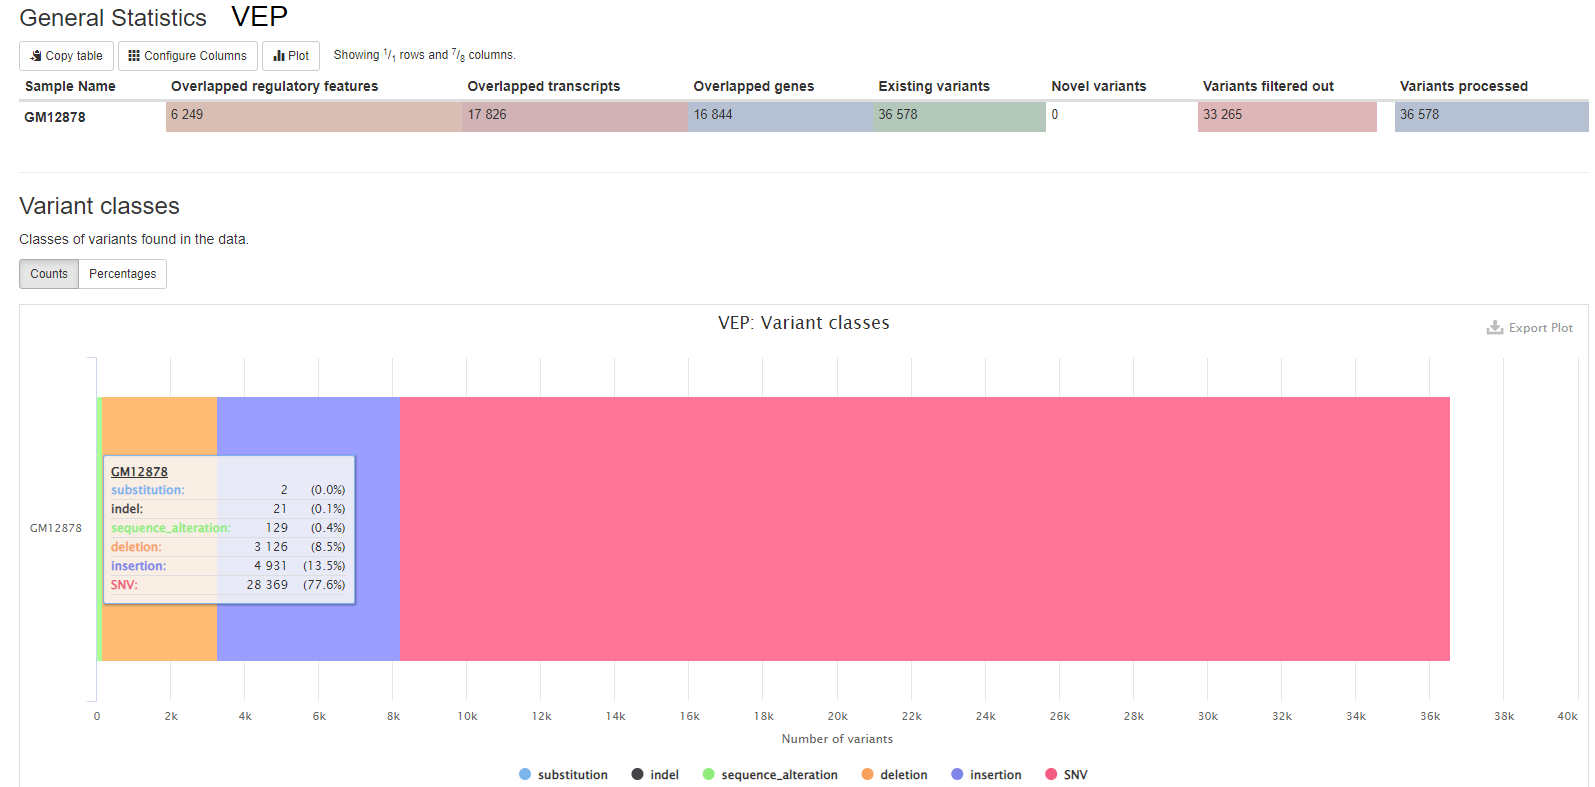 General Statistics VEP
Copy table Configure Columns Plot Showing 1/1 rows and 7/8 columns.
Sample Name Overlapped regulatory features Overlapped transcripts Overlapped genes Existing variants Novel variants Variants filtered out Variants processed
GM12878 6 249 17 826 16 844 36 578 0 33 265 36 578
Variant classes
Classes of variants found in the data.
Counts Percentages
VEP: Variant classes
Export Plot
GM12878
substitution: 2 (0.0%)
indel: 21 (0.1%)
sequence_alteration: 129 (0.4%)
deletion: 3 126 (8.5%)
insertion: 4 931 (13.5%)
SNV: 28 369 (77.6%)
GM12878
0 2k 4k 6k 8k 10k 12k 14k 16k 18k 20k 22k 24k 26k 28k 30k 32k 34k 36k 38k 40k
Number of variants
substitution indel sequence_alteration deletion insertion SNV